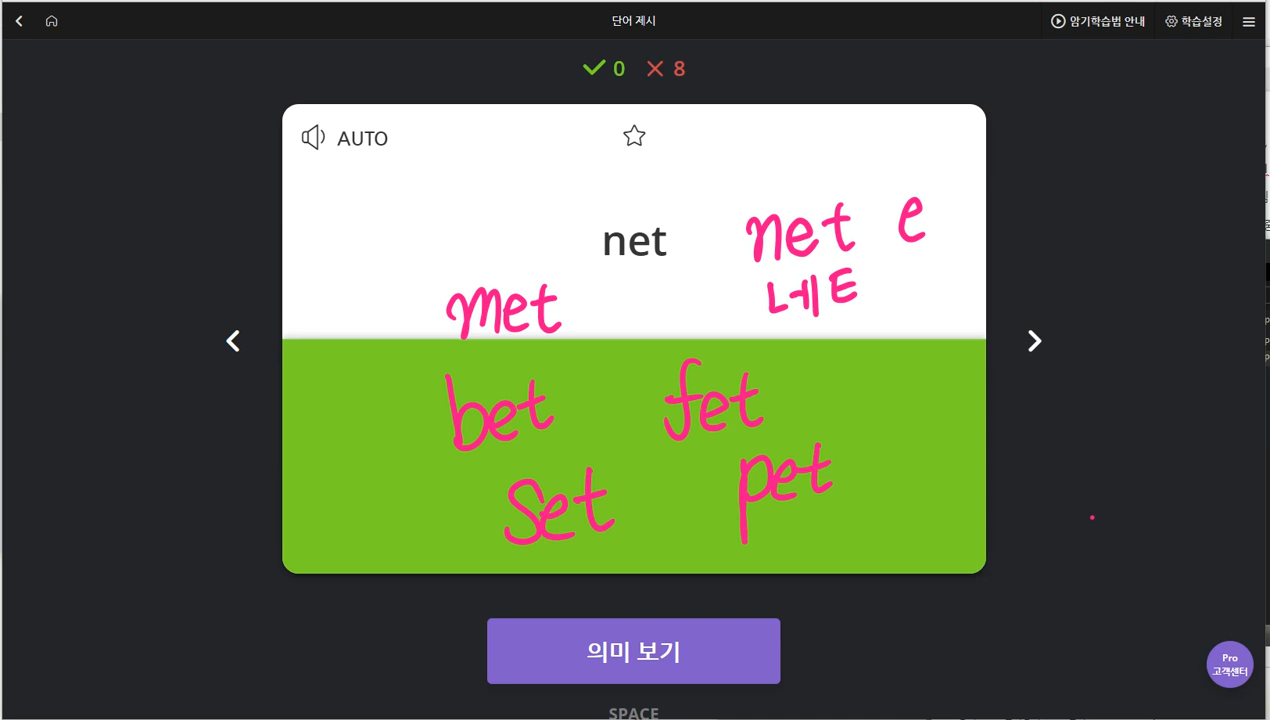 단어 제시
암기학습법 안내
학습설정
0 8
AUTO
net
net e
네ㅌ
met
bet fet
set pet
의미 보기
SPACE
Pro
고객센터